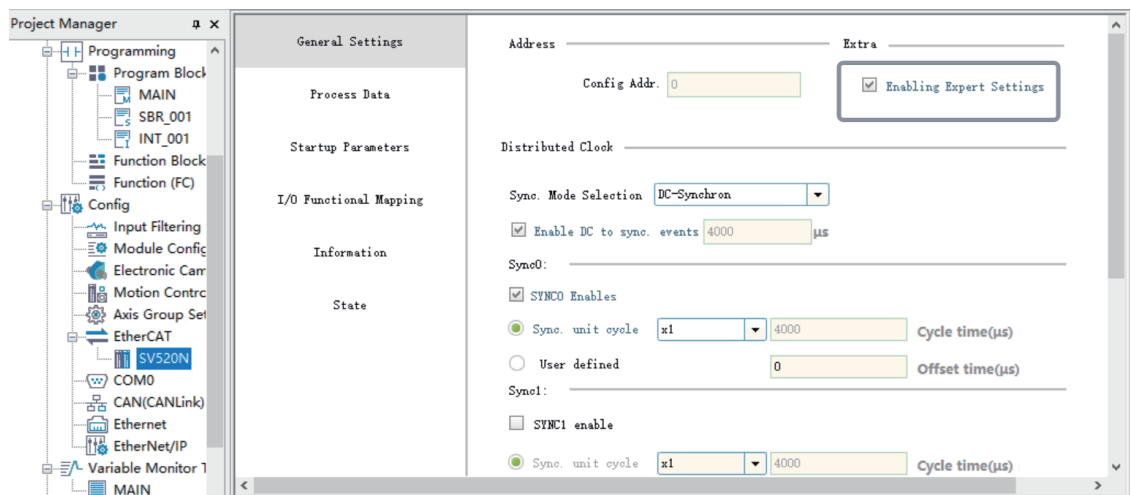 Project Manager
Programming
Program Block
MAIN
SBR_001
INT_001
Function Block
Function (FC)
Config
Input Filtering
Module Config
Electronic Cam
Motion Contrc
Axis Group Set
EtherCAT
SV520N
COM0
CAN(CANLink)
Ethernet
EtherNet/IP
Variable Monitor T
MAIN
General Settings
Process Data
Startup Parameters
I/O Functional Mapping
Information
State
Address
Extra
Config Addr. 0
Enabling Expert Settings
Distributed Clock
Sync. Mode Selection DC-Synchron
Enable DC to sync. events 4000 μs
Sync0:
SYNC0 Enables
Sync. unit cycle x1 4000 Cycle time(μs)
User defined 0 Offset time(μs)
Sync1:
SYNC1 enable
Sync. unit cycle x1 4000 Cycle time(μs)